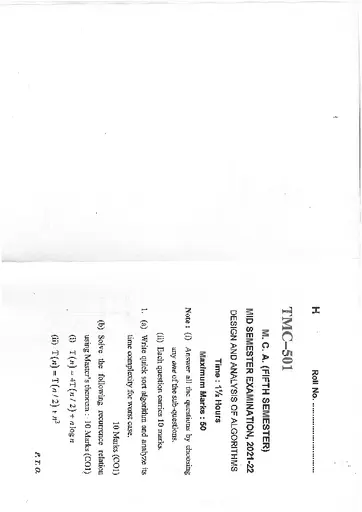 H
Roll No. ..............................
TMC–501
M. C. A. (FIFTH SEMESTER)
MID SEMESTER EXAMINATION, 2021-22
DESIGN AND ANALYSIS OF ALGORITHMS
Time : 1½ Hours
Maximum Marks : 50
Note : (i) Answer all the questions by choosing
any one of the sub-questions.
(ii) Each question carries 10 marks.
1. (a) Write quick sort algorithm and analyze its
time complexity for worst case.
10 Marks (CO1)
(b) Solve the following recurrence relation
using Master's theorem : 10 Marks (CO1)
(i) T(n) = 4T(n/2) + n log n
(ii) T(n) = T(n/2) + n²
P. T. O.